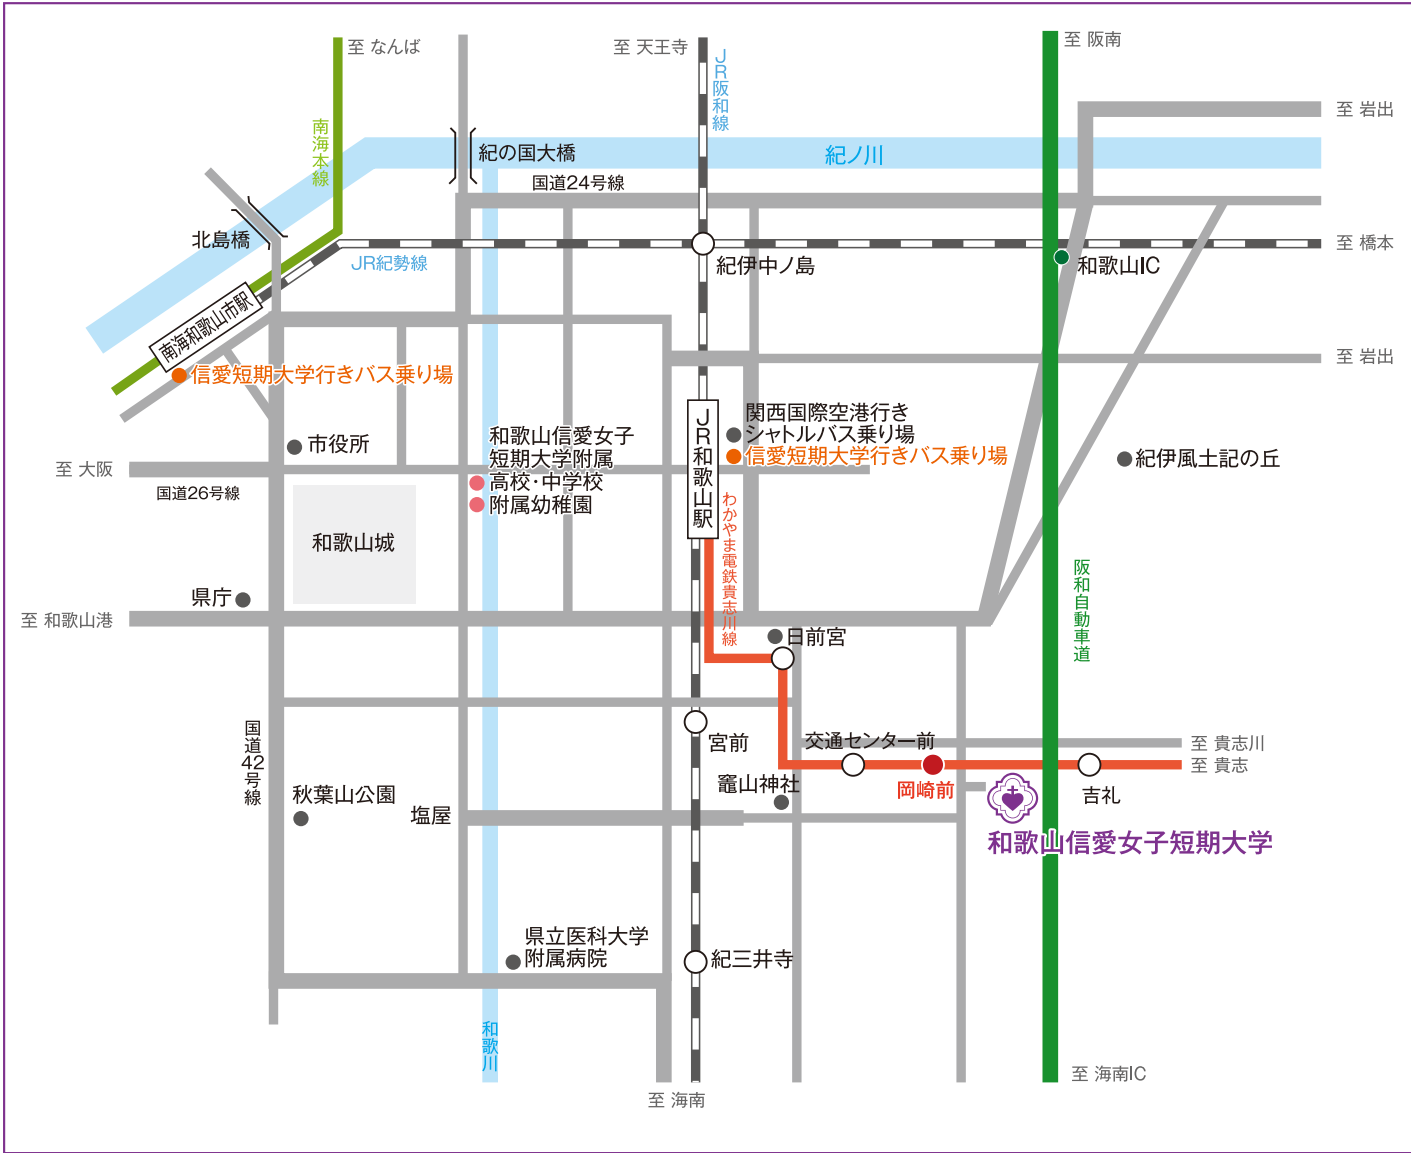 至 なんば
至 天王寺
至 阪南
JR阪和線
至 岩出
南海本線
紀の国大橋
紀ノ川
国道24号線
北島橋
JR紀勢線
紀伊中ノ島
和歌山IC
至 橋本
南海和歌山市駅
至 岩出
信愛短期大学行きバス乗り場
関西国際空港行き
シャトルバス乗り場
信愛短期大学行きバス乗り場
JR和歌山駅
市役所
和歌山信愛女子
短期大学附属
高校・中学校
附属幼稚園
紀伊風土記の丘
至 大阪
国道26号線
和歌山城
わかやま電鉄貴志川線
県庁
至 和歌山港
阪和自動車道
日前宮
国道42号線
宮前
交通センター前
至 貴志川
至 貴志
竈山神社
岡崎前
吉礼
秋葉山公園
塩屋
和歌山信愛女子短期大学
県立医科大学
附属病院
紀三井寺
和歌川
至 海南IC
至 海南